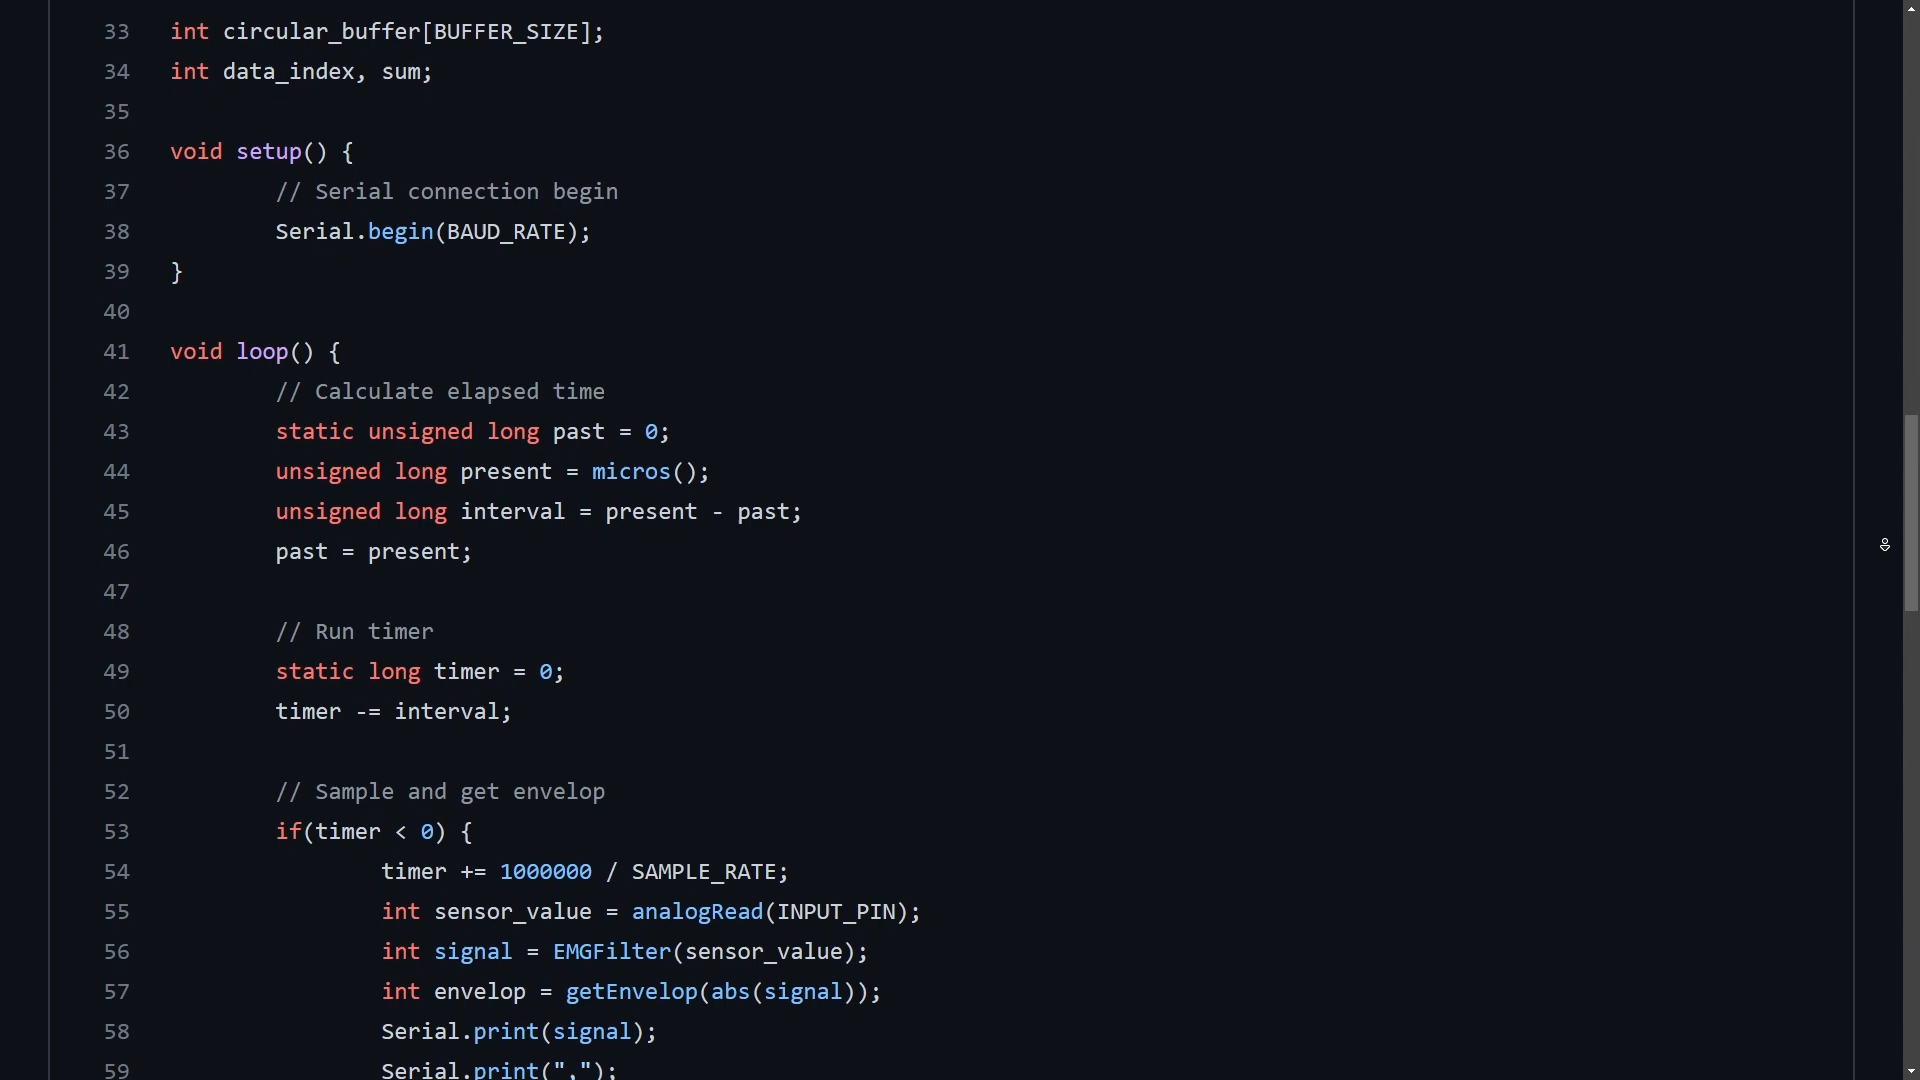 33 int circular_buffer[BUFFER_SIZE];
34 int data_index, sum;
35
36 void setup() {
37 // Serial connection begin
38 Serial.begin(BAUD_RATE);
39 }
40
41 void loop() {
42 // Calculate elapsed time
43 static unsigned long past = 0;
44 unsigned long present = micros();
45 unsigned long interval = present - past;
46 past = present;
47
48 // Run timer
49 static long timer = 0;
50 timer -= interval;
51
52 // Sample and get envelop
53 if(timer < 0) {
54 timer += 1000000 / SAMPLE_RATE;
55 int sensor_value = analogRead(INPUT_PIN);
56 int signal = EMGFilter(sensor_value);
57 int envelop = getEnvelop(abs(signal));
58 Serial.print(signal);
59 Serial.print(",");